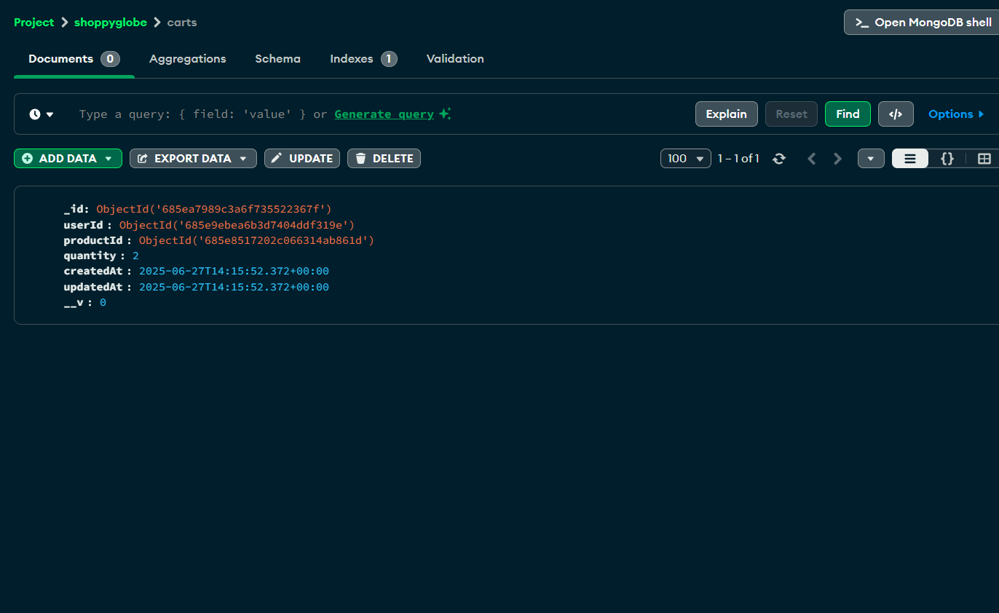 Project > shoppyglobe > carts
>_ Open MongoDB shell
Documents 0 Aggregations Schema Indexes 1 Validation
Type a query: { field: 'value' } or Generate query
Explain Reset Find </> Options
ADD DATA EXPORT DATA UPDATE DELETE
100 1 – 1 of 1 {}
_id: ObjectId('685ea7989c3a6f735522367f')
userId : ObjectId('685e9ebea6b3d7404ddf319e')
productId : ObjectId('685e8517202c066314ab861d')
quantity : 2
createdAt : 2025-06-27T14:15:52.372+00:00
updatedAt : 2025-06-27T14:15:52.372+00:00
__v : 0